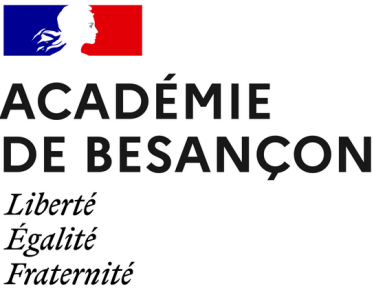 ACADÉMIE
DE BESANÇON
Liberté
Égalité
Fraternité